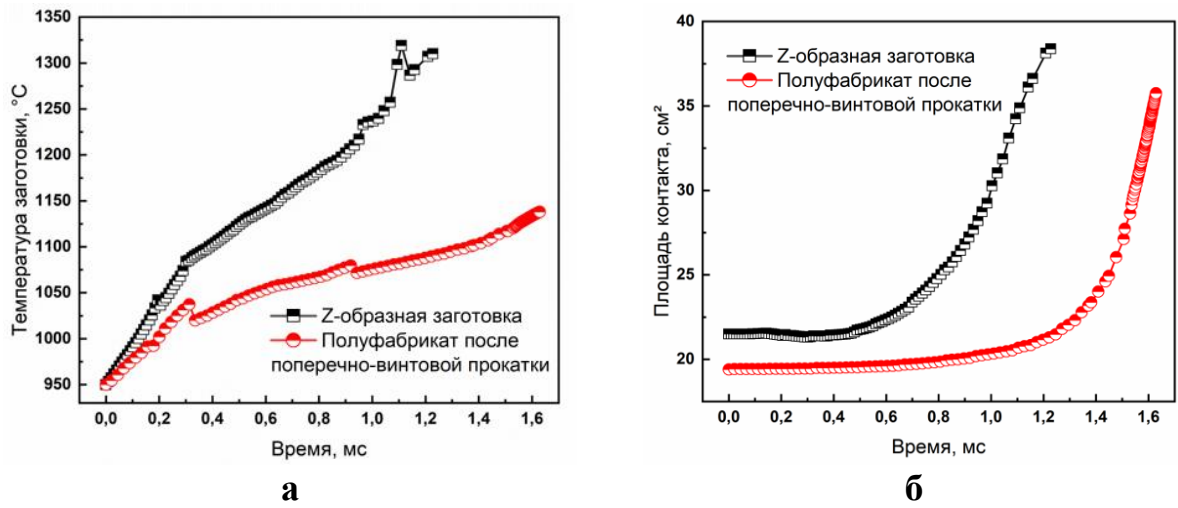 1350
1300
1250
1200
1150
1100
1050
1000
950
Температура заготовки, °C
Z-образная заготовка
Полуфабрикат после
поперечно-винтовой прокатки
0,0 0,2 0,4 0,6 0,8 1,0 1,2 1,4 1,6
Время, мс
а
40
35
30
25
20
Площадь контакта, см²
Z-образная заготовка
Полуфабрикат после
поперечно-винтовой прокатки
0,0 0,2 0,4 0,6 0,8 1,0 1,2 1,4 1,6
Время, мс
б